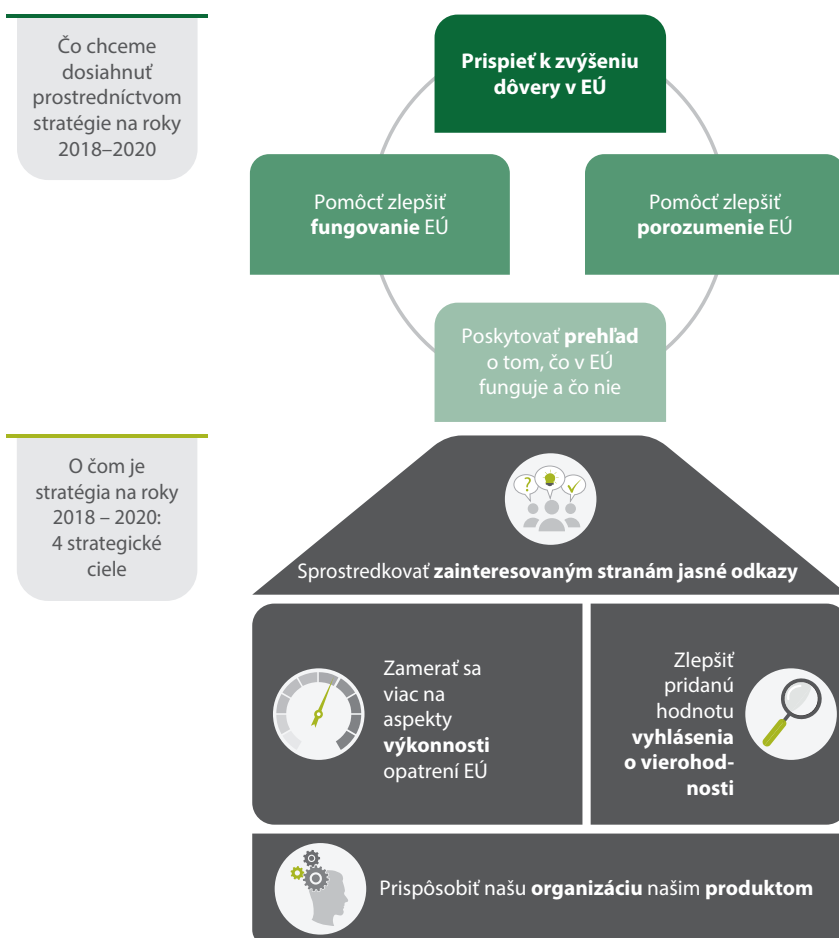 Čo chceme
dosiahnuť
prostredníctvom
stratégie na roky
2018–2020
Prispieť k zvýšeniu
dôvery v EÚ
Pomôcť zlepšiť
fungovanie EÚ
Pomôcť zlepšiť
porozumenie EÚ
Poskytovať prehľad
o tom, čo v EÚ
funguje a čo nie
O čom je
stratégia na roky
2018 – 2020:
4 strategické
ciele
?
Sprostredkovať zainteresovaným stranám jasné odkazy
Zamerať sa
viac na
aspekty
výkonnosti
opatrení EÚ
Zlepšiť
pridanú
hodnotu
vyhlásenia
o vierohod-
nosti
Prispôsobiť našu organizáciu našim produktom